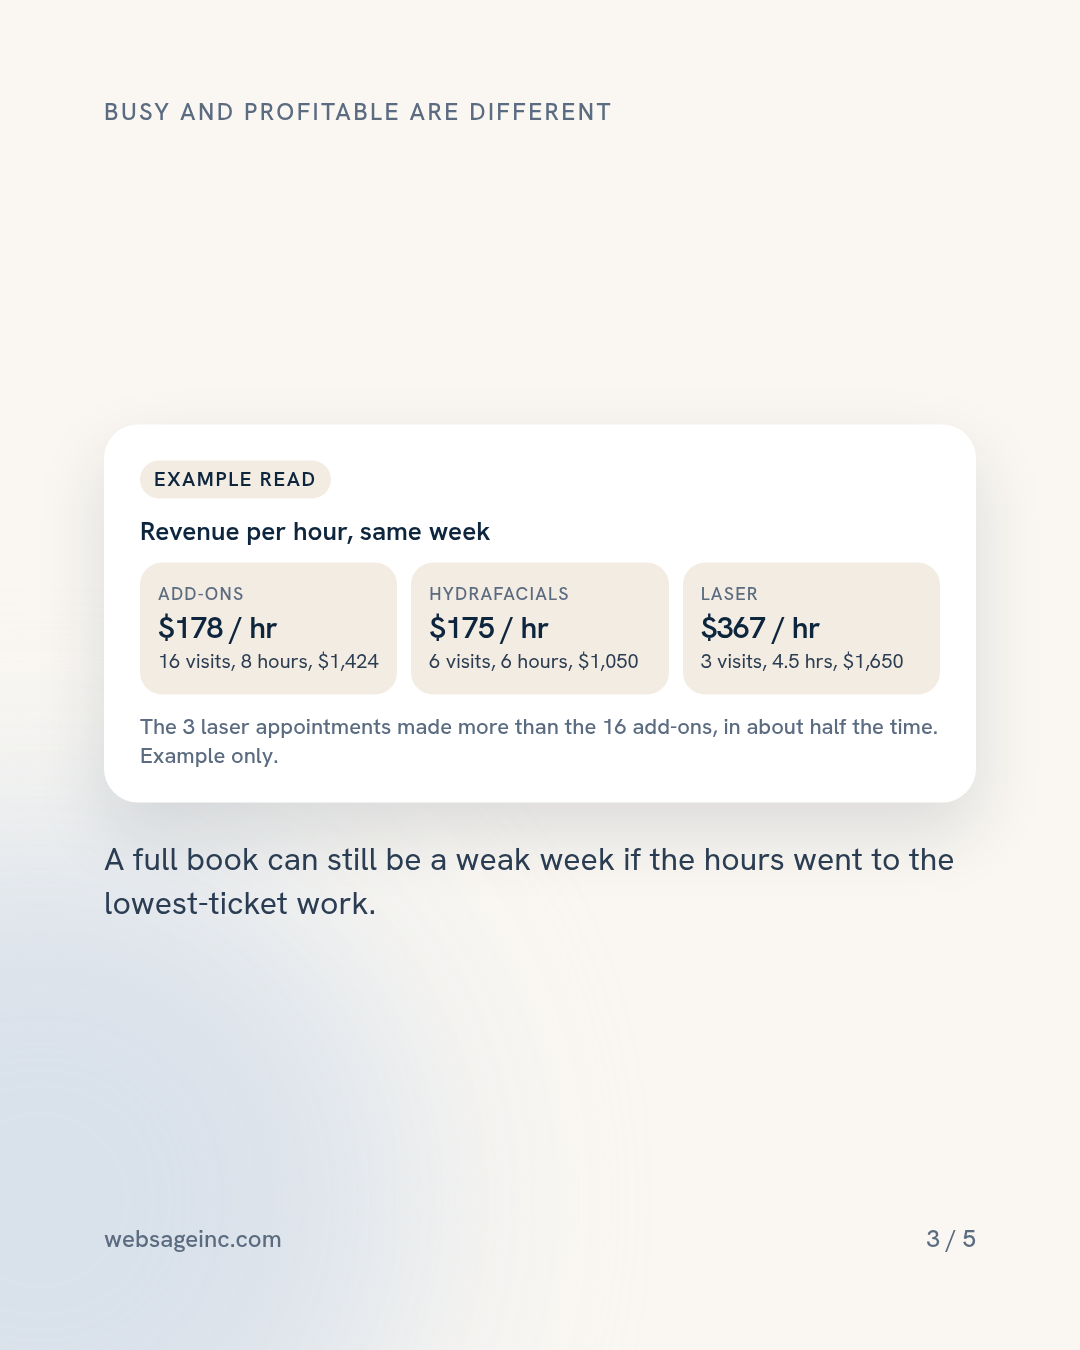 BUSY AND PROFITABLE ARE DIFFERENT
EXAMPLE READ
Revenue per hour, same week
ADD-ONS
$178 / hr
16 visits, 8 hours, $1,424
HYDRAFACIALS
$175 / hr
6 visits, 6 hours, $1,050
LASER
$367 / hr
3 visits, 4.5 hrs, $1,650
The 3 laser appointments made more than the 16 add-ons, in about half the time.
Example only.
A full book can still be a weak week if the hours went to the
lowest-ticket work.
websageinc.com
3 / 5